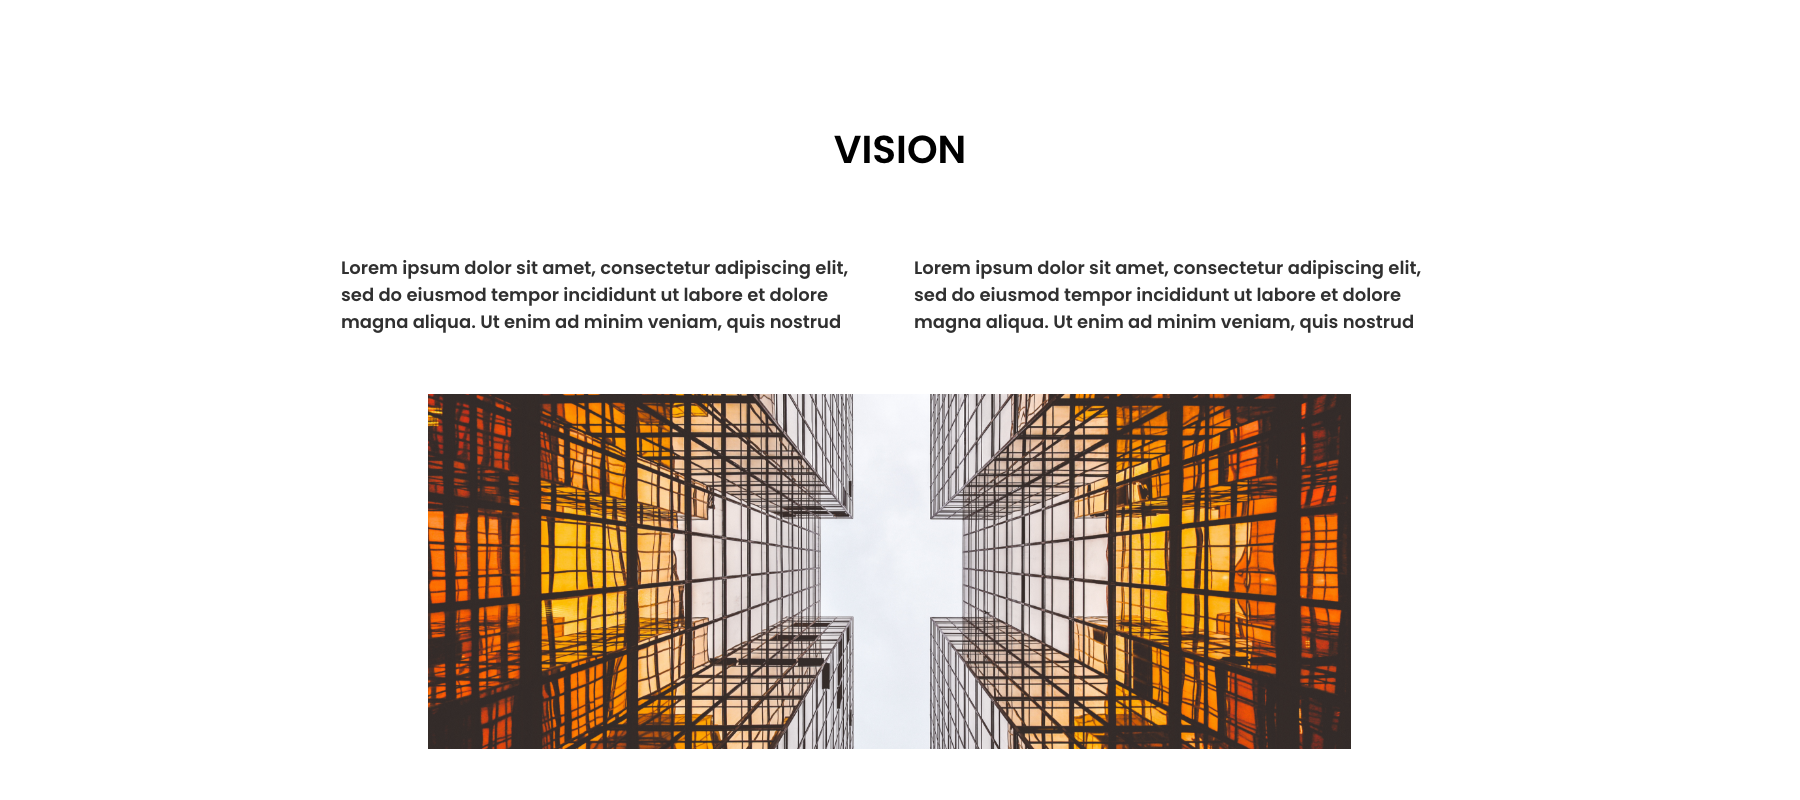 VISION
Lorem ipsum dolor sit amet, consectetur adipiscing elit,
sed do eiusmod tempor incididunt ut labore et dolore
magna aliqua. Ut enim ad minim veniam, quis nostrud
Lorem ipsum dolor sit amet, consectetur adipiscing elit,
sed do eiusmod tempor incididunt ut labore et dolore
magna aliqua. Ut enim ad minim veniam, quis nostrud